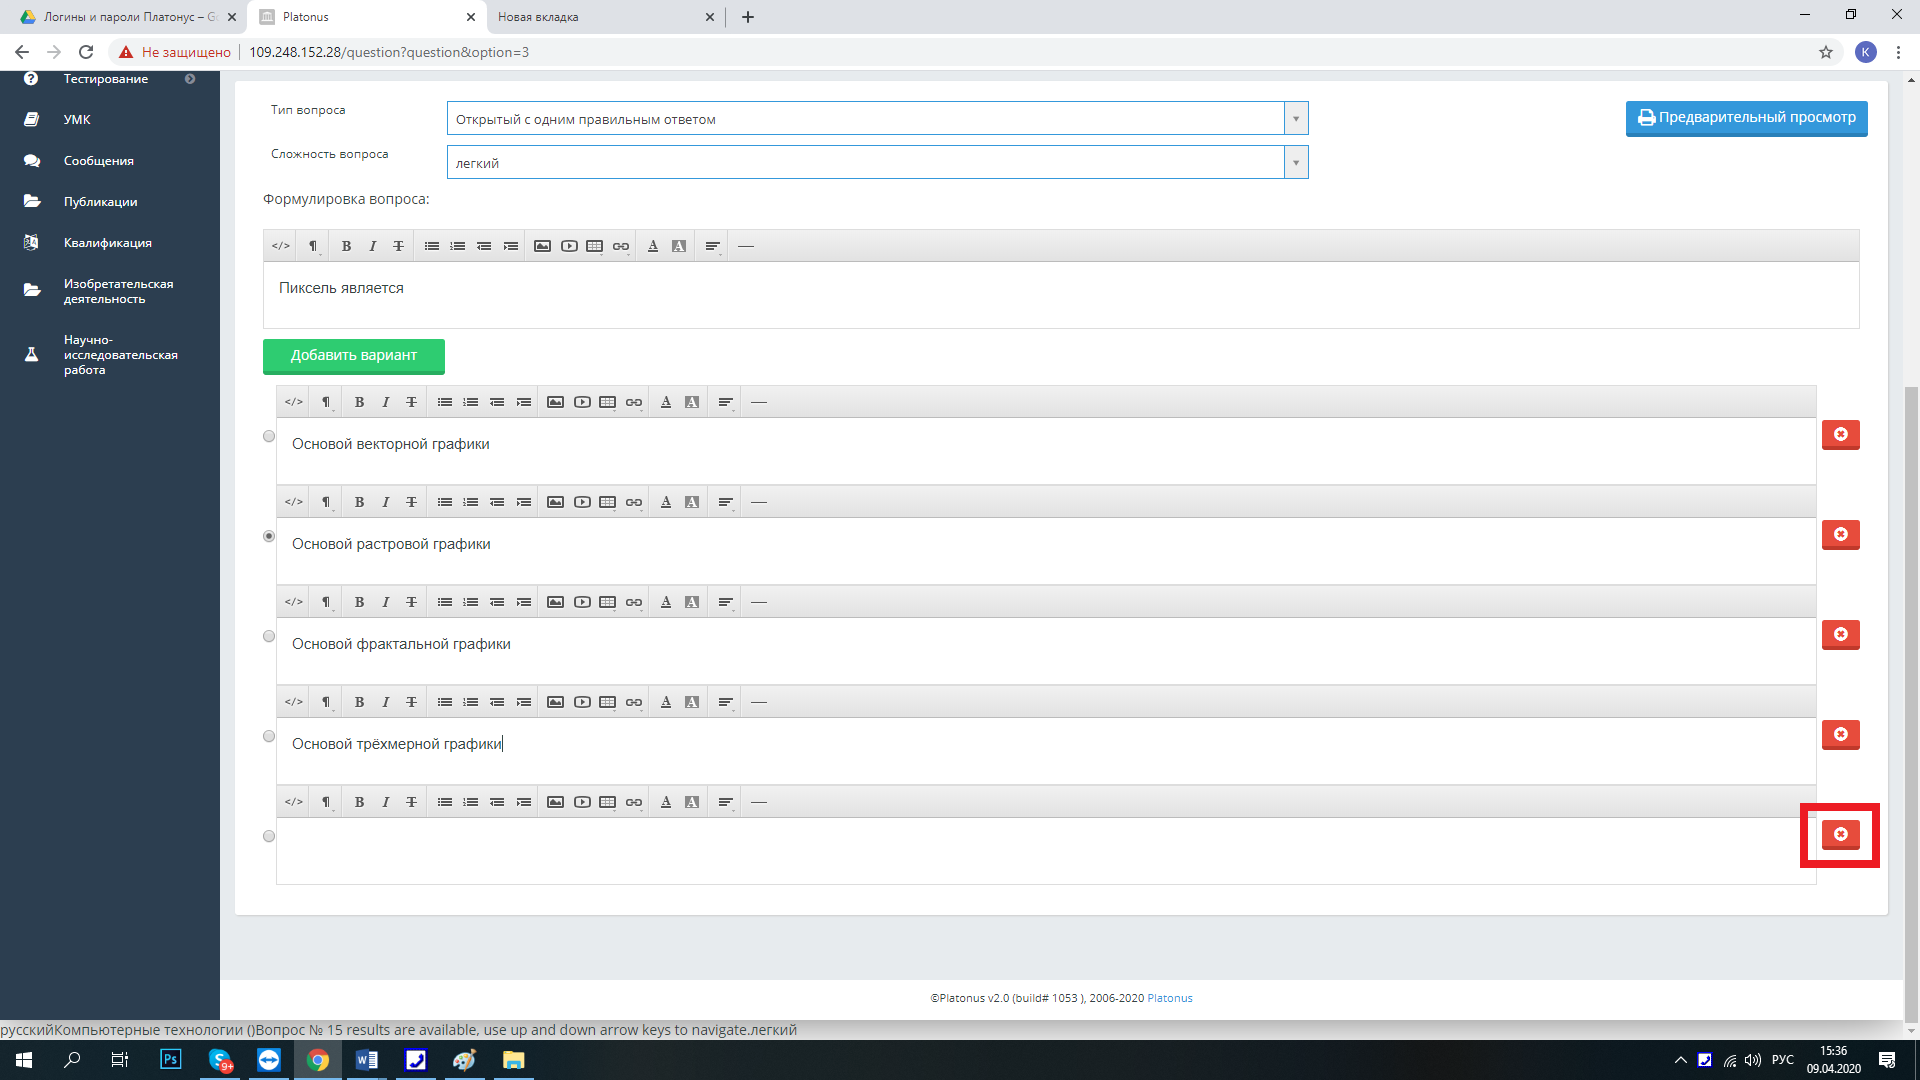 Логины и пароли Платонус – Go
Platonus
Новая вкладка
Не защищено
109.248.152.28/question?question&option=3
K
Тестирование
УМК
Сообщения
Публикации
Квалификация
Изобретательская
деятельность
Научно-
исследовательская
работа
Тип вопроса
Открытый с одним правильным ответом
Предварительный просмотр
Сложность вопроса
легкий
Формулировка вопроса:
Пиксель является
Добавить вариант
Основой векторной графики
Основой растровой графики
Основой фрактальной графики
Основой трёхмерной графики
©Platonus v2.0 (build# 1053 ), 2006-2020 Platonus
русскийКомпьютерные технологии ()Вопрос № 15 results are available, use up and down arrow keys to navigate.легкий
Ps
9+
РУС
15:36
09.04.2020